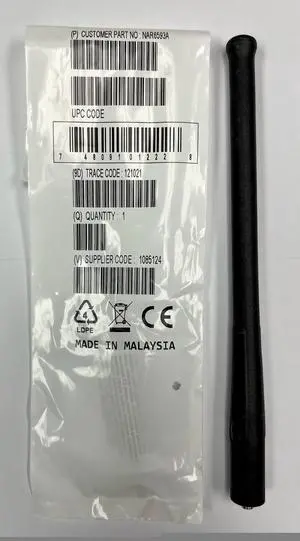 (P) CUSTOMER PART NO : NAR6593A
UPC CODE
7 48091 01222 8
(9D) TRACE CODE : 121021
(Q) QUANTITY : 1
(V) SUPPLIER CODE : 1085124
4
LDPE
CE
MADE IN MALAYSIA